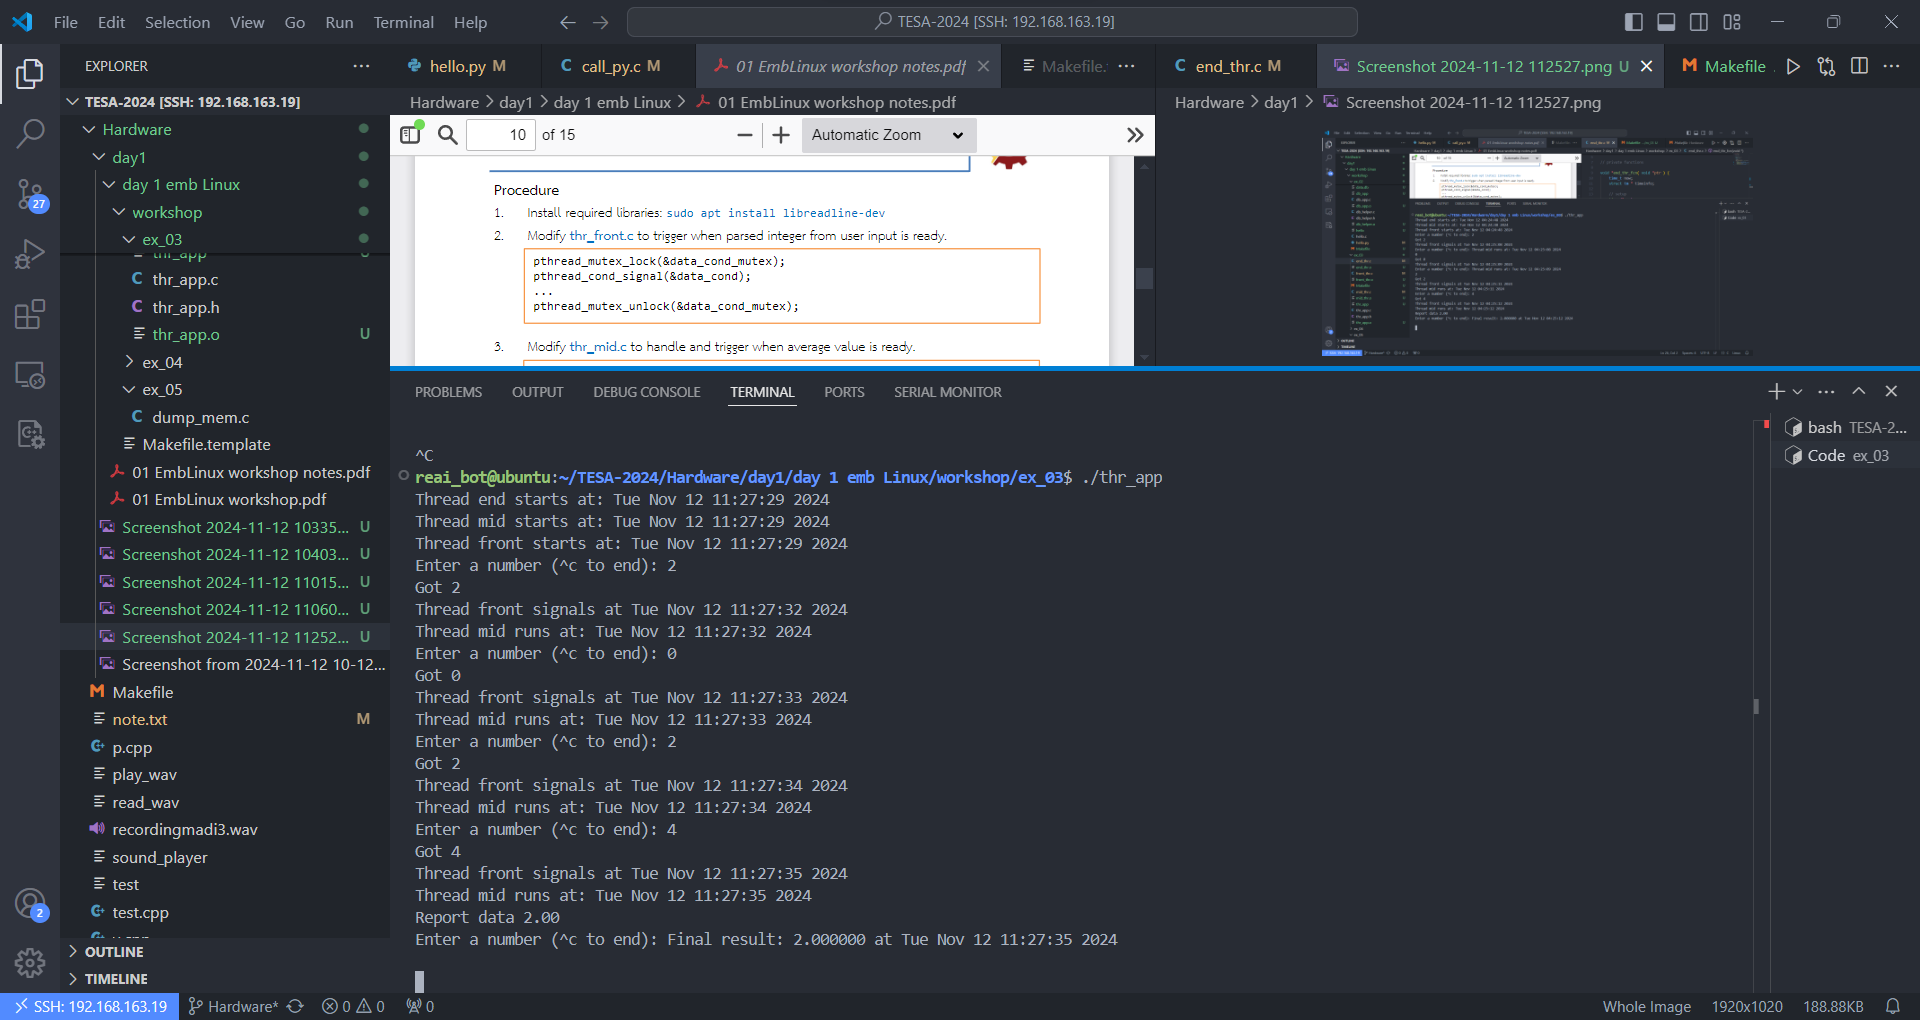 File Edit Selection View Go Run Terminal Help
TESA-2024 [SSH: 192.168.163.19]
EXPLORER
TESA-2024 [SSH: 192.168.163.19]
Hardware
day1
day 1 emb Linux
workshop
ex_03
thr_app U
thr_app.c
thr_app.h
thr_app.o U
ex_04
ex_05
dump_mem.c
Makefile.template
01 EmbLinux workshop notes.pdf
01 EmbLinux workshop.pdf
Screenshot 2024-11-12 10335... U
Screenshot 2024-11-12 10403... U
Screenshot 2024-11-12 11015... U
Screenshot 2024-11-12 11060... U
Screenshot 2024-11-12 11252... U
Screenshot from 2024-11-12 10-12...
Makefile
note.txt M
p.cpp
play_wav
read_wav
recordingmadi3.wav
sound_player
test
test.cpp
OUTLINE
TIMELINE
27
2
hello.py M
call_py.c M
01 EmbLinux workshop notes.pdf
Makefile.
Hardware > day1 > day 1 emb Linux > 01 EmbLinux workshop notes.pdf
10 of 15
Automatic Zoom
Procedure
1. Install required libraries: sudo apt install libreadline-dev
2. Modify thr_front.c to trigger when parsed integer from user input is ready.
pthread_mutex_lock(&data_cond_mutex);
pthread_cond_signal(&data_cond);
...
pthread_mutex_unlock(&data_cond_mutex);
3. Modify thr_mid.c to handle and trigger when average value is ready.
end_thr.c M
Screenshot 2024-11-12 112527.png U
Makefile
Hardware > day1 > Screenshot 2024-11-12 112527.png
PROBLEMS OUTPUT DEBUG CONSOLE TERMINAL PORTS SERIAL MONITOR
^C
reai_bot@ubuntu:~/TESA-2024/Hardware/day1/day 1 emb Linux/workshop/ex_03$ ./thr_app
Thread end starts at: Tue Nov 12 11:27:29 2024
Thread mid starts at: Tue Nov 12 11:27:29 2024
Thread front starts at: Tue Nov 12 11:27:29 2024
Enter a number (^c to end): 2
Got 2
Thread front signals at Tue Nov 12 11:27:32 2024
Thread mid runs at: Tue Nov 12 11:27:32 2024
Enter a number (^c to end): 0
Got 0
Thread front signals at Tue Nov 12 11:27:33 2024
Thread mid runs at: Tue Nov 12 11:27:33 2024
Enter a number (^c to end): 2
Got 2
Thread front signals at Tue Nov 12 11:27:34 2024
Thread mid runs at: Tue Nov 12 11:27:34 2024
Enter a number (^c to end): 4
Got 4
Thread front signals at Tue Nov 12 11:27:35 2024
Thread mid runs at: Tue Nov 12 11:27:35 2024
Report data 2.00
Enter a number (^c to end): Final result: 2.000000 at Tue Nov 12 11:27:35 2024
bash TESA-2...
Code ex_03
SSH: 192.168.163.19 Hardware* 0 0 0
Whole Image 1920x1020 188.88KB